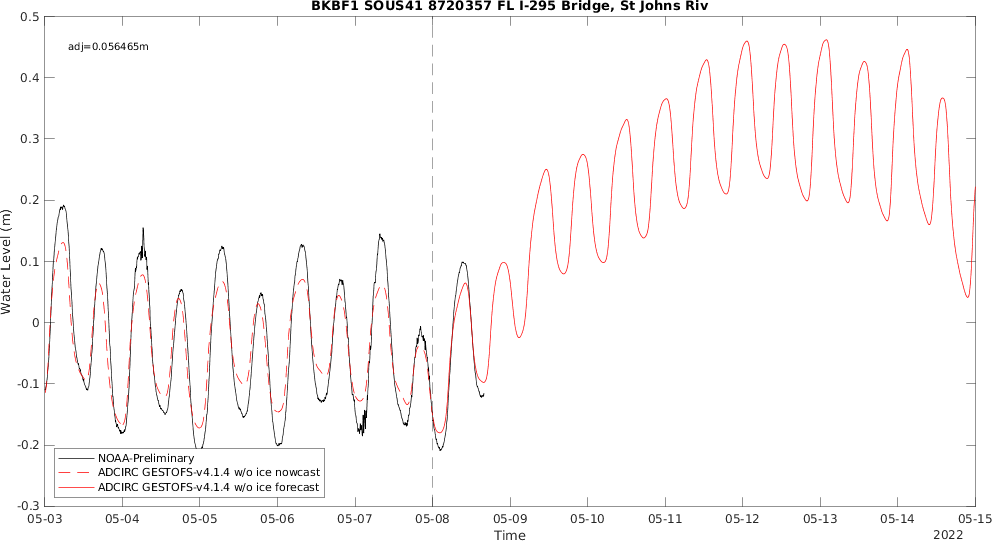 BKBF1 SOUS41 8720357 FL I-295 Bridge, St Johns Riv
0.5
adj=0.056465m
0.4
0.3
0.2
0.1
0
-0.1
-0.2
-0.3
Water Level (m)
NOAA-Preliminary
ADCIRC GESTOFS-v4.1.4 w/o ice nowcast
ADCIRC GESTOFS-v4.1.4 w/o ice forecast
05-03 05-04 05-05 05-06 05-07 05-08 05-09 05-10 05-11 05-12 05-13 05-14 05-15
Time
2022